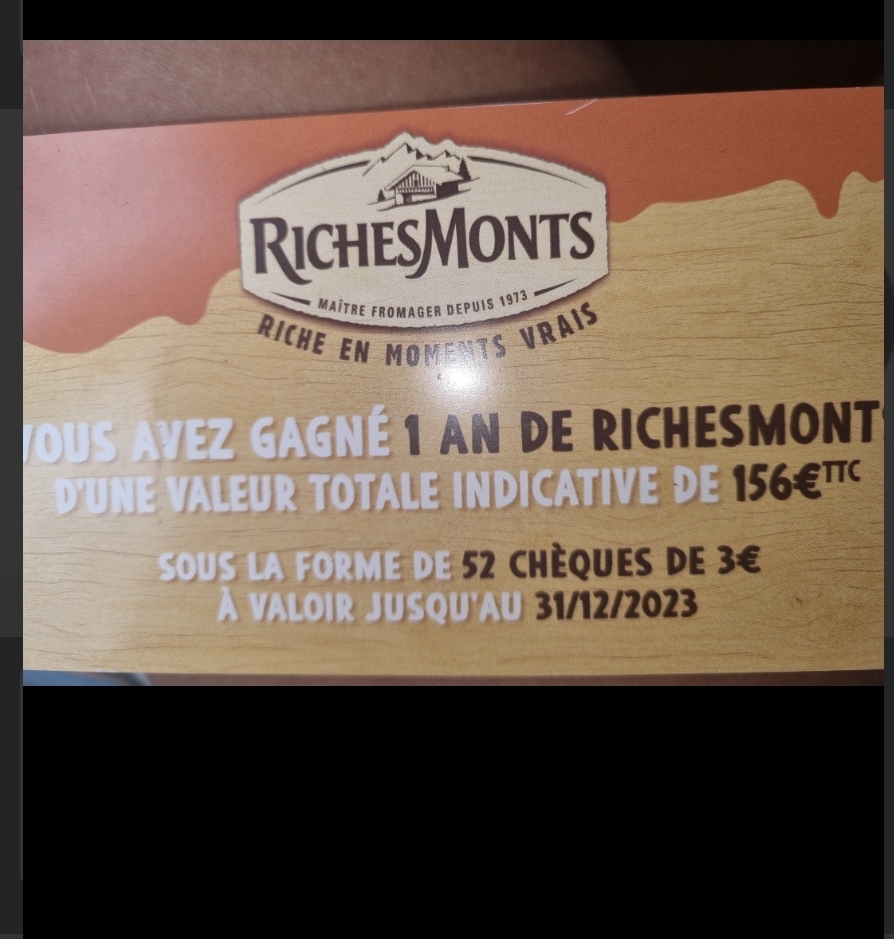 RICHESMONTS
MAÎTRE FROMAGER DEPUIS 1973
RICHE EN MOMENTS VRAIS
VOUS AVEZ GAGNÉ 1 AN DE RICHESMONT
D'UNE VALEUR TOTALE INDICATIVE DE 156€TTC
SOUS LA FORME DE 52 CHÈQUES DE 3€
À VALOIR JUSQU'AU 31/12/2023